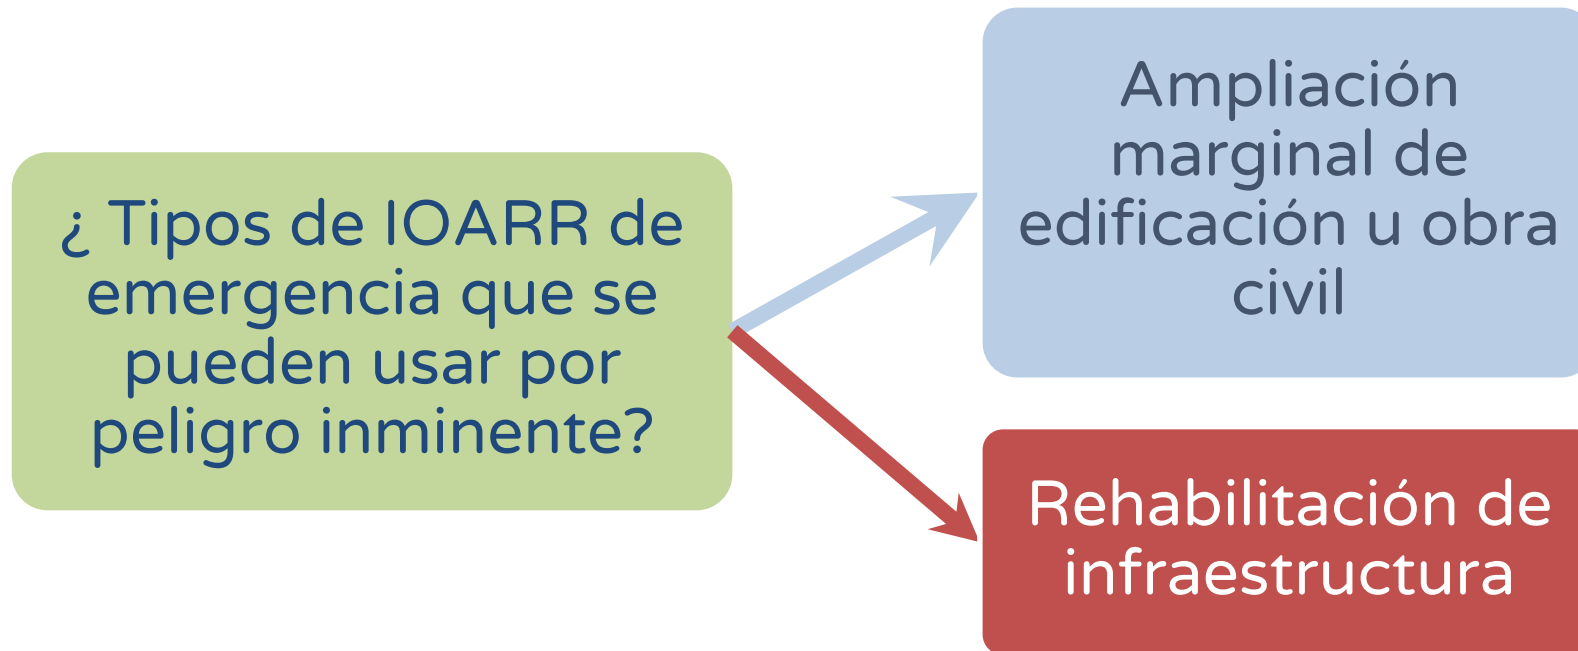 ¿ Tipos de IOARR de
emergencia que se
pueden usar por
peligro inminente?
Ampliación
marginal de
edificación u obra
civil
Rehabilitación de
infraestructura